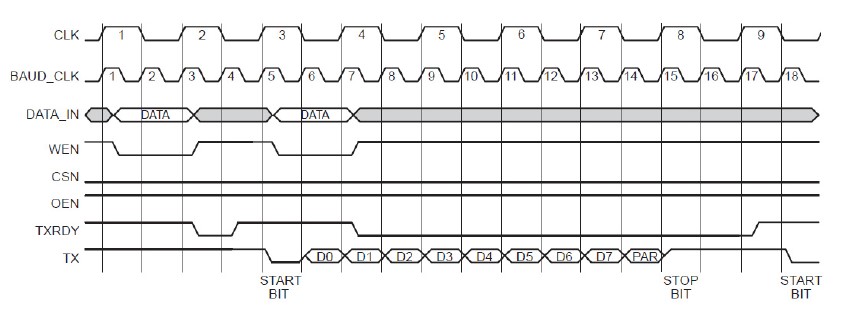 CLK 1 2 3 4 5 6 7 8 9
BAUD_CLK 1 2 3 4 5 6 7 8 9 10 11 12 13 14 15 16 17 18
DATA_IN DATA DATA
WEN
CSN
OEN
TXRDY
TX D0 D1 D2 D3 D4 D5 D6 D7 PAR
START STOP START
BIT BIT BIT